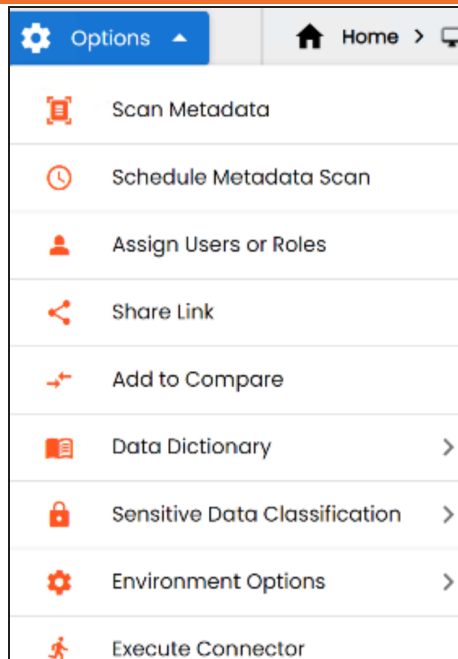 Options Home >
Scan Metadata
Schedule Metadata Scan
Assign Users or Roles
Share Link
Add to Compare
Data Dictionary
Sensitive Data Classification
Environment Options
Execute Connector